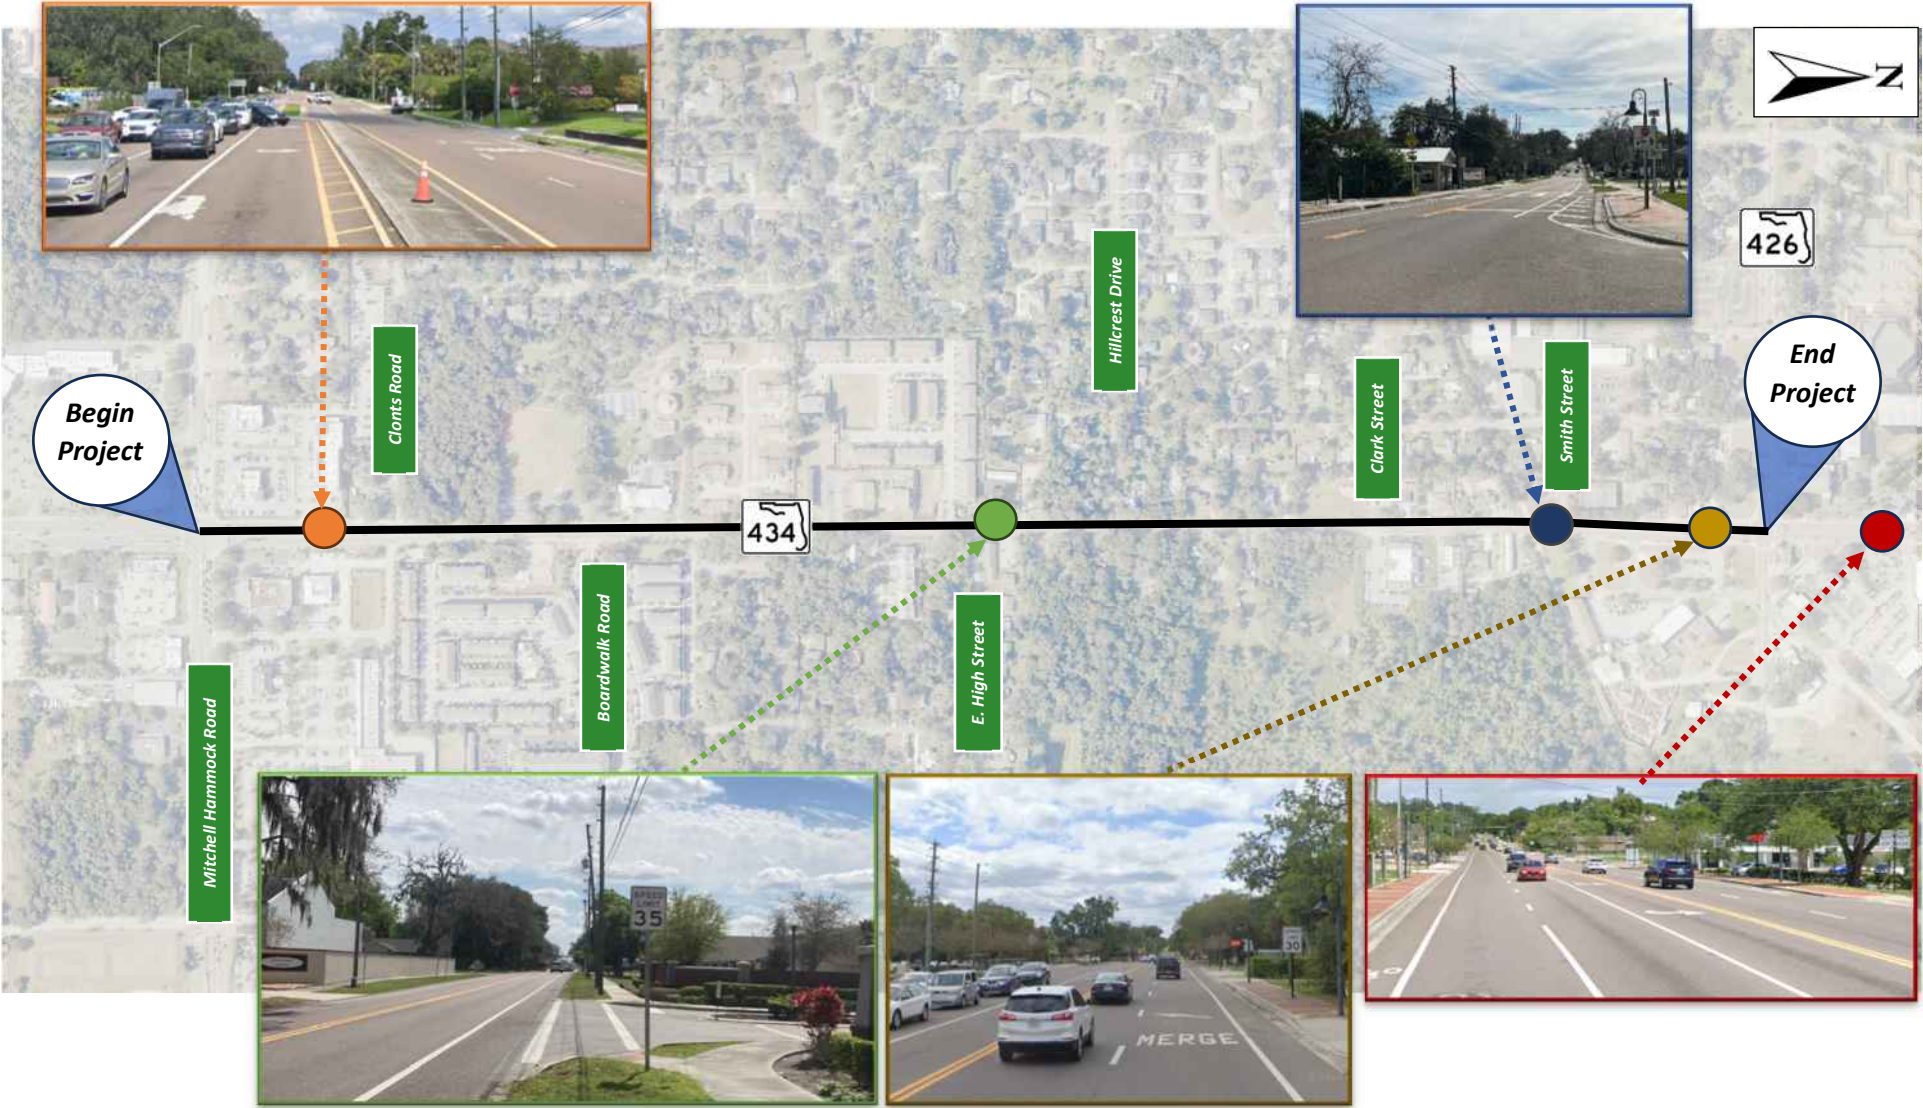 N
426
Hillcrest Drive
Clonts Road
Clark Street
Smith Street
End
Project
Begin
Project
434
Boardwalk Road
E. High Street
Mitchell Hammock Road
SPEED
LIMIT
35
30
MERGE